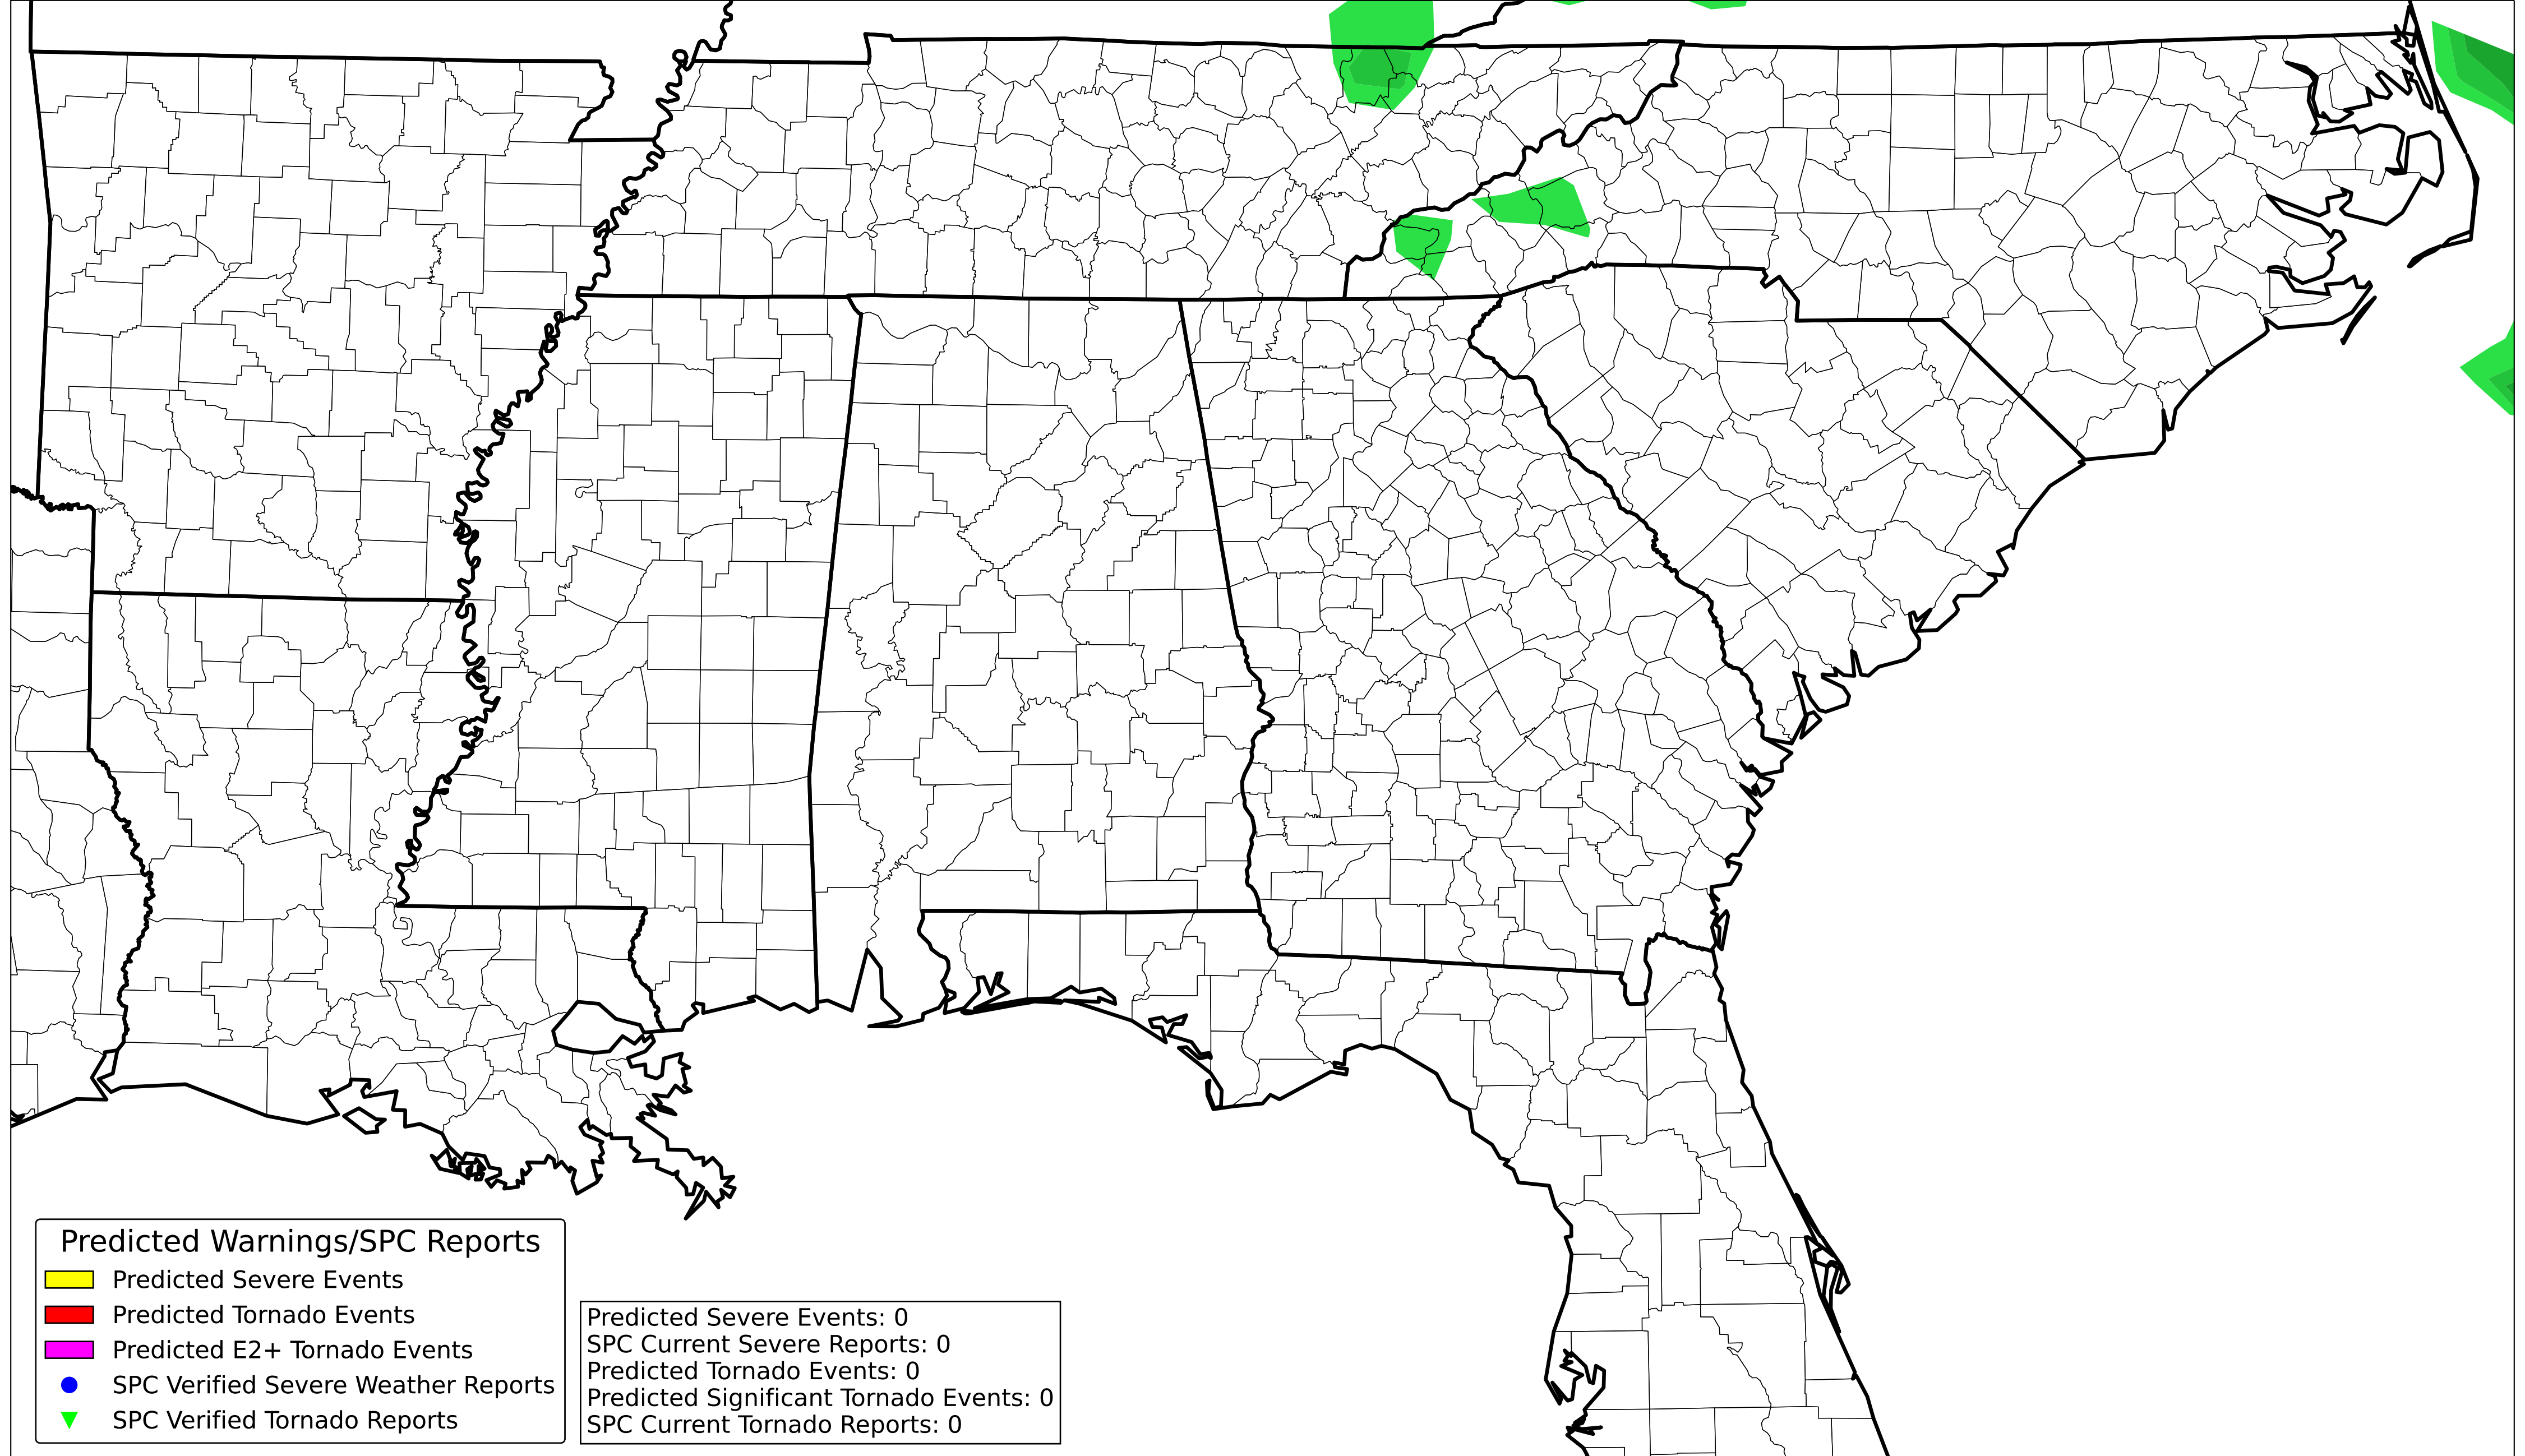 Predicted Warnings/SPC Reports
Predicted Severe Events
Predicted Tornado Events
Predicted E2+ Tornado Events
SPC Verified Severe Weather Reports
SPC Verified Tornado Reports
Predicted Severe Events: 0
SPC Current Severe Reports: 0
Predicted Tornado Events: 0
Predicted Significant Tornado Events: 0
SPC Current Tornado Reports: 0